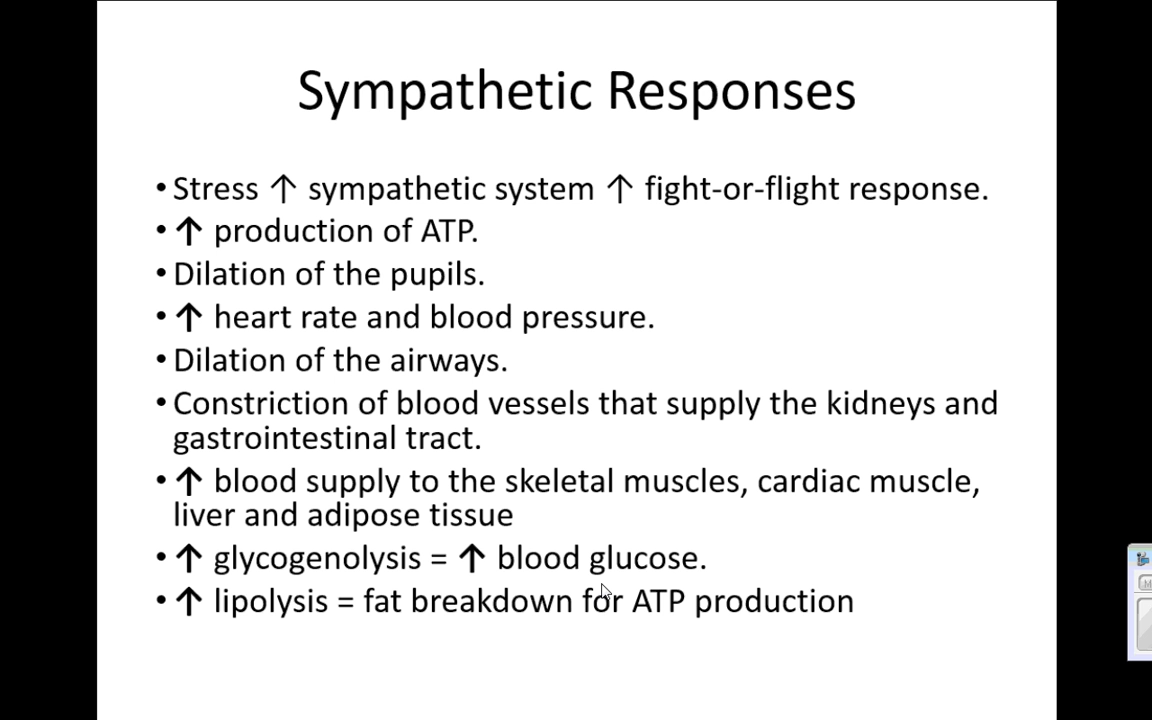 Sympathetic Responses
• Stress ↑ sympathetic system ↑ fight-or-flight response.
• ↑ production of ATP.
• Dilation of the pupils.
• ↑ heart rate and blood pressure.
• Dilation of the airways.
• Constriction of blood vessels that supply the kidneys and
gastrointestinal tract.
• ↑ blood supply to the skeletal muscles, cardiac muscle,
liver and adipose tissue
• ↑ glycogenolysis = ↑ blood glucose.
• ↑ lipolysis = fat breakdown for ATP production